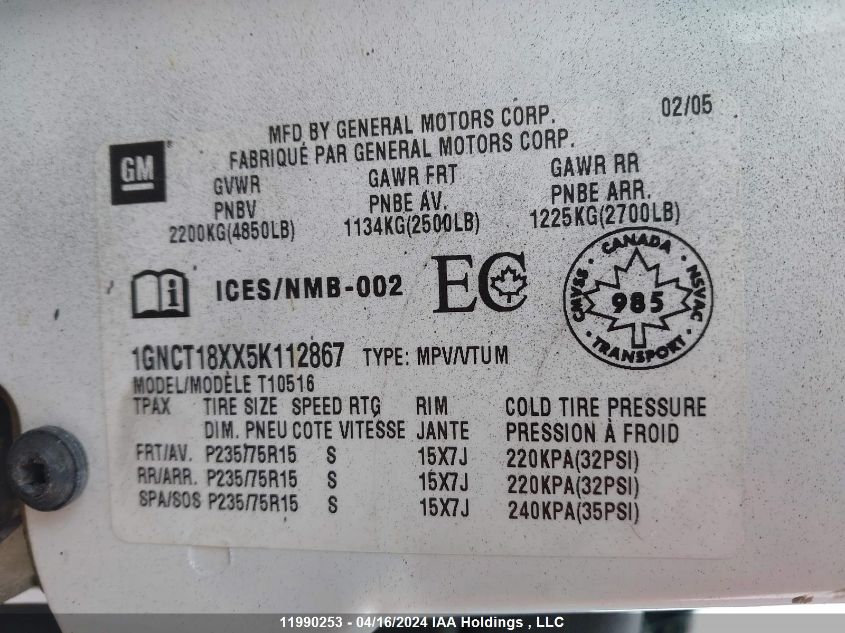 MFD BY GENERAL MOTORS CORP. 02/05
FABRIQUÉ PAR GENERAL MOTORS CORP.
GM
GVWR GAWR FRT GAWR RR
PNBV PNBE AV. PNBE ARR.
2200KG(4850LB) 1134KG(2500LB) 1225KG(2700LB)
ICES/NMB-002 EC
CANADA
CMVSS 985 NSVAC
TRANSPORT
1GNCT18XX5K112867 TYPE: MPV/VTUM
MODEL/MODÈLE T10516
TPAX TIRE SIZE SPEED RTG RIM COLD TIRE PRESSURE
DIM. PNEU COTE VITESSE JANTE PRESSION À FROID
FRT/AV. P235/75R15 S 15X7J 220KPA(32PSI)
RR/ARR. P235/75R15 S 15X7J 220KPA(32PSI)
SPA/SOS P235/75R15 S 15X7J 240KPA(35PSI)
11990253 - 04/16/2024 IAA Holdings , LLC